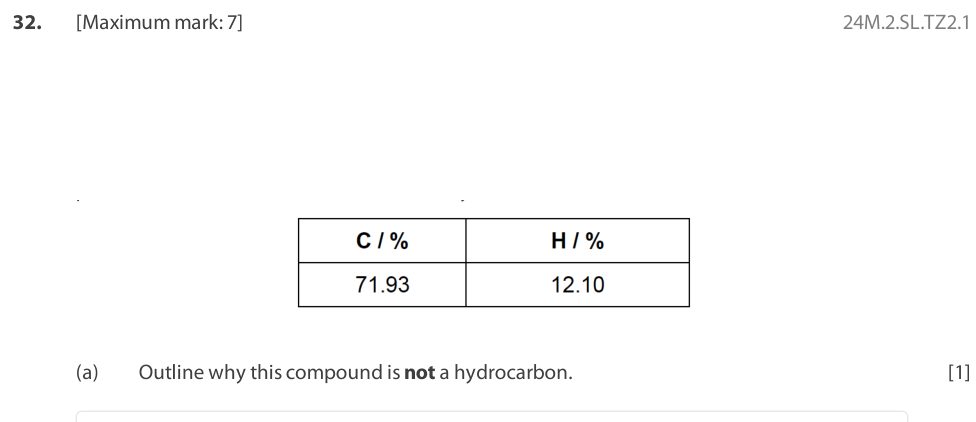 32. [Maximum mark: 7] 24M.2.SL.TZ2.1
C / % H / %
71.93 12.10
(a) Outline why this compound is not a hydrocarbon. [1]